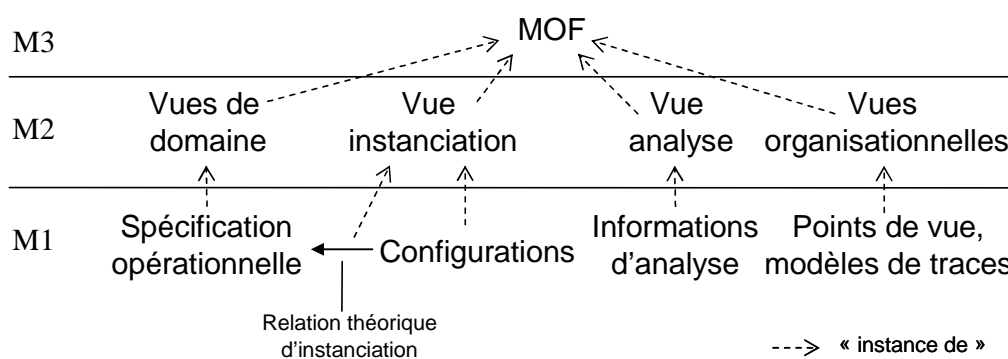 M3
MOF
M2
Vues de
domaine
Vue
instanciation
Vue
analyse
Vues
organisationnelles
M1
Spécification
opérationnelle
Configurations
Informations
d’analyse
Points de vue,
modèles de traces
Relation théorique
d’instanciation
« instance de »